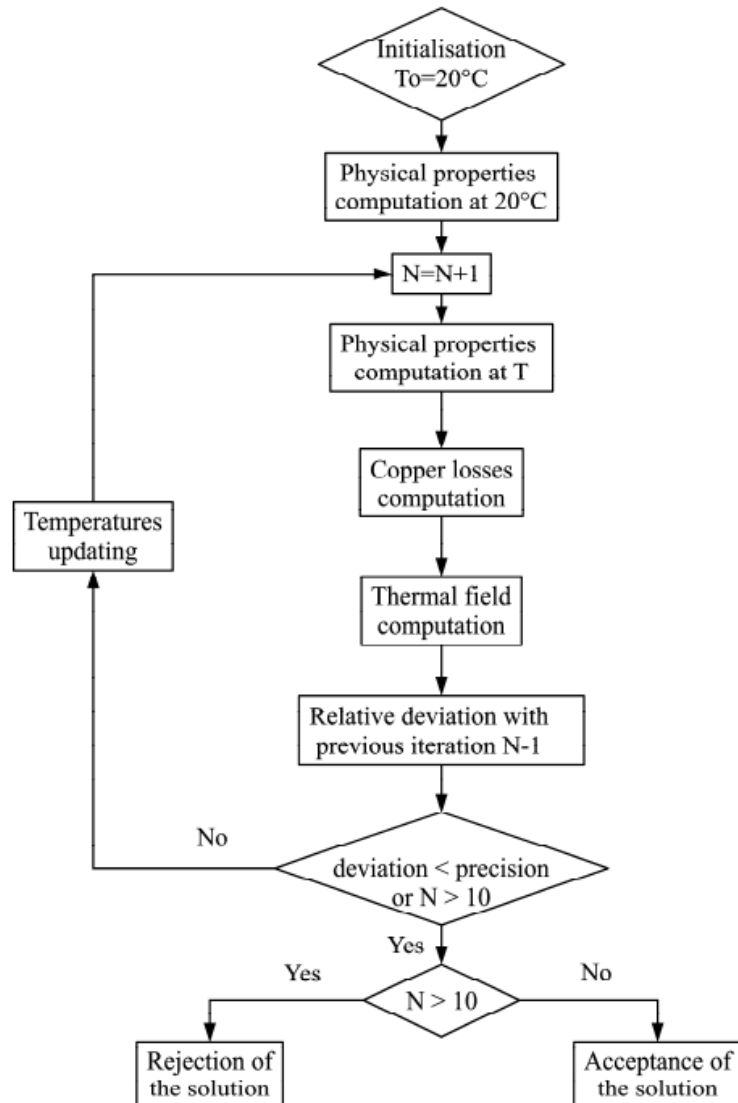 Initialisation
To=20°C
Physical properties
computation at 20°C
N=N+1
Physical properties
computation at T
Copper losses
computation
Temperatures
updating
Thermal field
computation
Relative deviation with
previous iteration N-1
No
deviation < precision
or N > 10
Yes
Yes
N > 10
No
Rejection of
the solution
Acceptance of
the solution